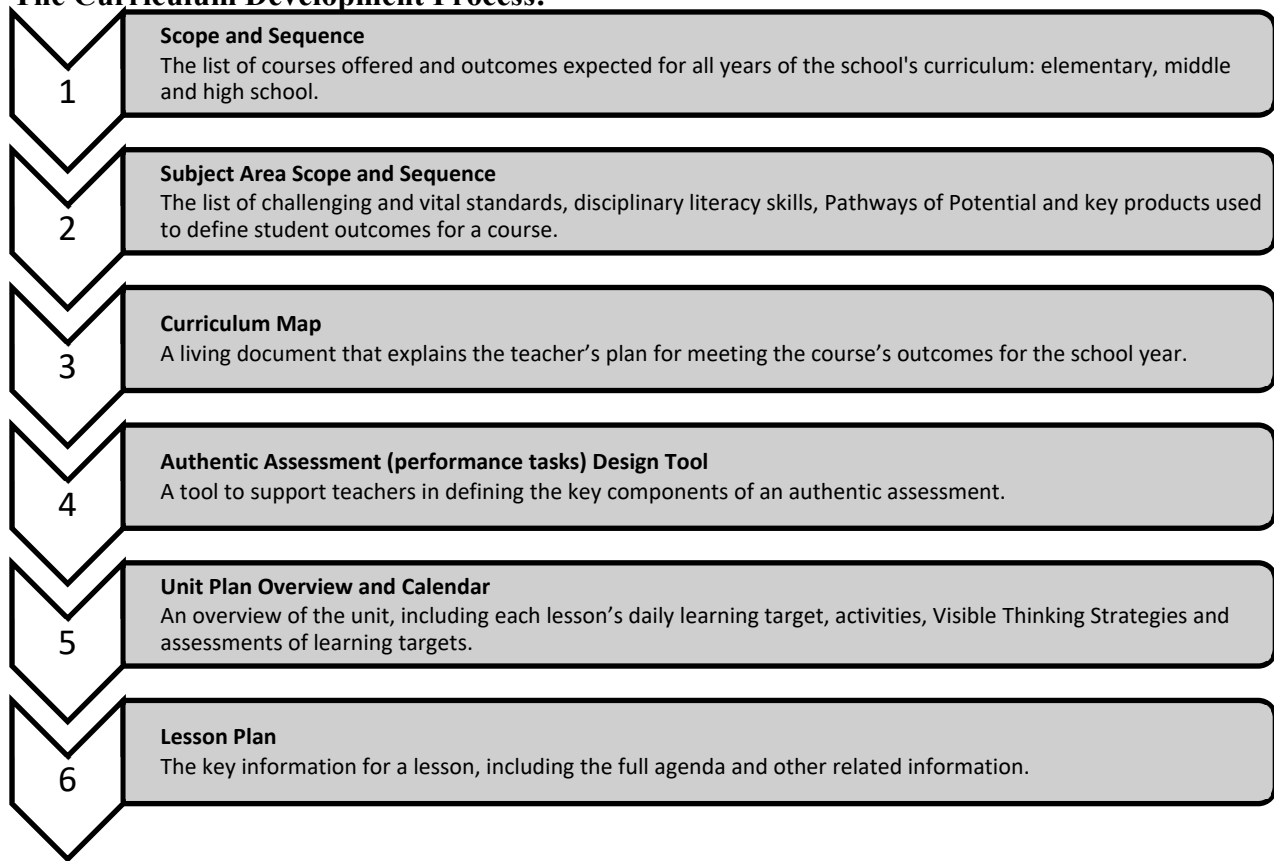 The Curriculum Development Process:
1
Scope and Sequence
The list of courses offered and outcomes expected for all years of the school's curriculum: elementary, middle
and high school.
2
Subject Area Scope and Sequence
The list of challenging and vital standards, disciplinary literacy skills, Pathways of Potential and key products used
to define student outcomes for a course.
3
Curriculum Map
A living document that explains the teacher’s plan for meeting the course’s outcomes for the school year.
4
Authentic Assessment (performance tasks) Design Tool
A tool to support teachers in defining the key components of an authentic assessment.
5
Unit Plan Overview and Calendar
An overview of the unit, including each lesson’s daily learning target, activities, Visible Thinking Strategies and
assessments of learning targets.
6
Lesson Plan
The key information for a lesson, including the full agenda and other related information.